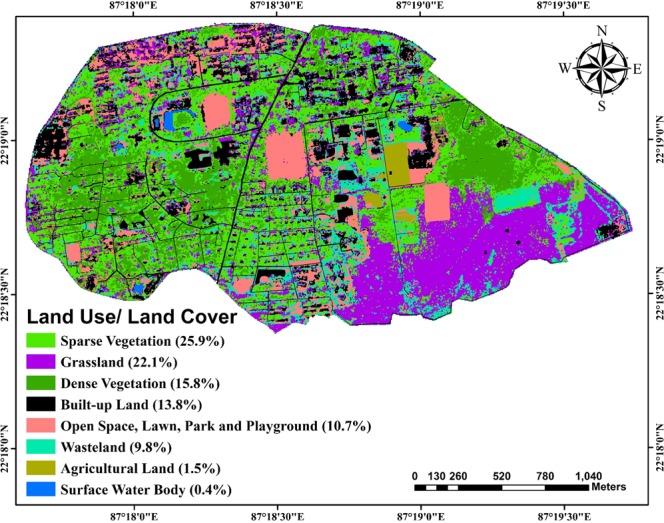 87°18'0"E 87°18'30"E 87°19'0"E 87°19'30"E
N
W E
S
22°19'0"N 22°19'0"N
22°18'30"N 22°18'30"N
22°18'0"N 22°18'0"N
Land Use/ Land Cover
Sparse Vegetation (25.9%)
Grassland (22.1%)
Dense Vegetation (15.8%)
Built-up Land (13.8%)
Open Space, Lawn, Park and Playground (10.7%)
Wasteland (9.8%)
Agricultural Land (1.5%)
Surface Water Body (0.4%)
0 130 260 520 780 1,040
Meters
87°18'0"E 87°18'30"E 87°19'0"E 87°19'30"E